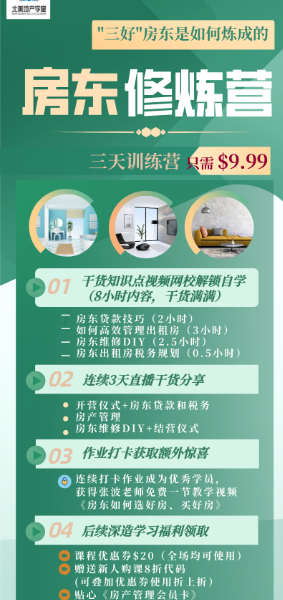 北美地产学堂
"三好"房东是如何炼成的
房东修炼营
三天训练营 只需 $9.99
01 干货知识点视频网校解锁自学
（8小时内容，干货满满）
房东贷款技巧（2小时）
如何高效管理出租房（3小时）
房东维修DIY（2.5小时）
房东出租房税务规划（0.5小时）
02 连续3天直播干货分享
开营仪式+房东贷款和税务
房产管理
房东维修DIY+结营仪式
03 作业打卡获取额外惊喜
连续打卡作业成为优秀学员，
获得张波老师免费一节教学视频
《房东如何选好房、买好房》
04 后续深造学习福利领取
课程优惠券$20（全场均可使用）
赠送新人购课8折代码
（可叠加优惠券使用折上折）
贴心《房产管理会员卡》